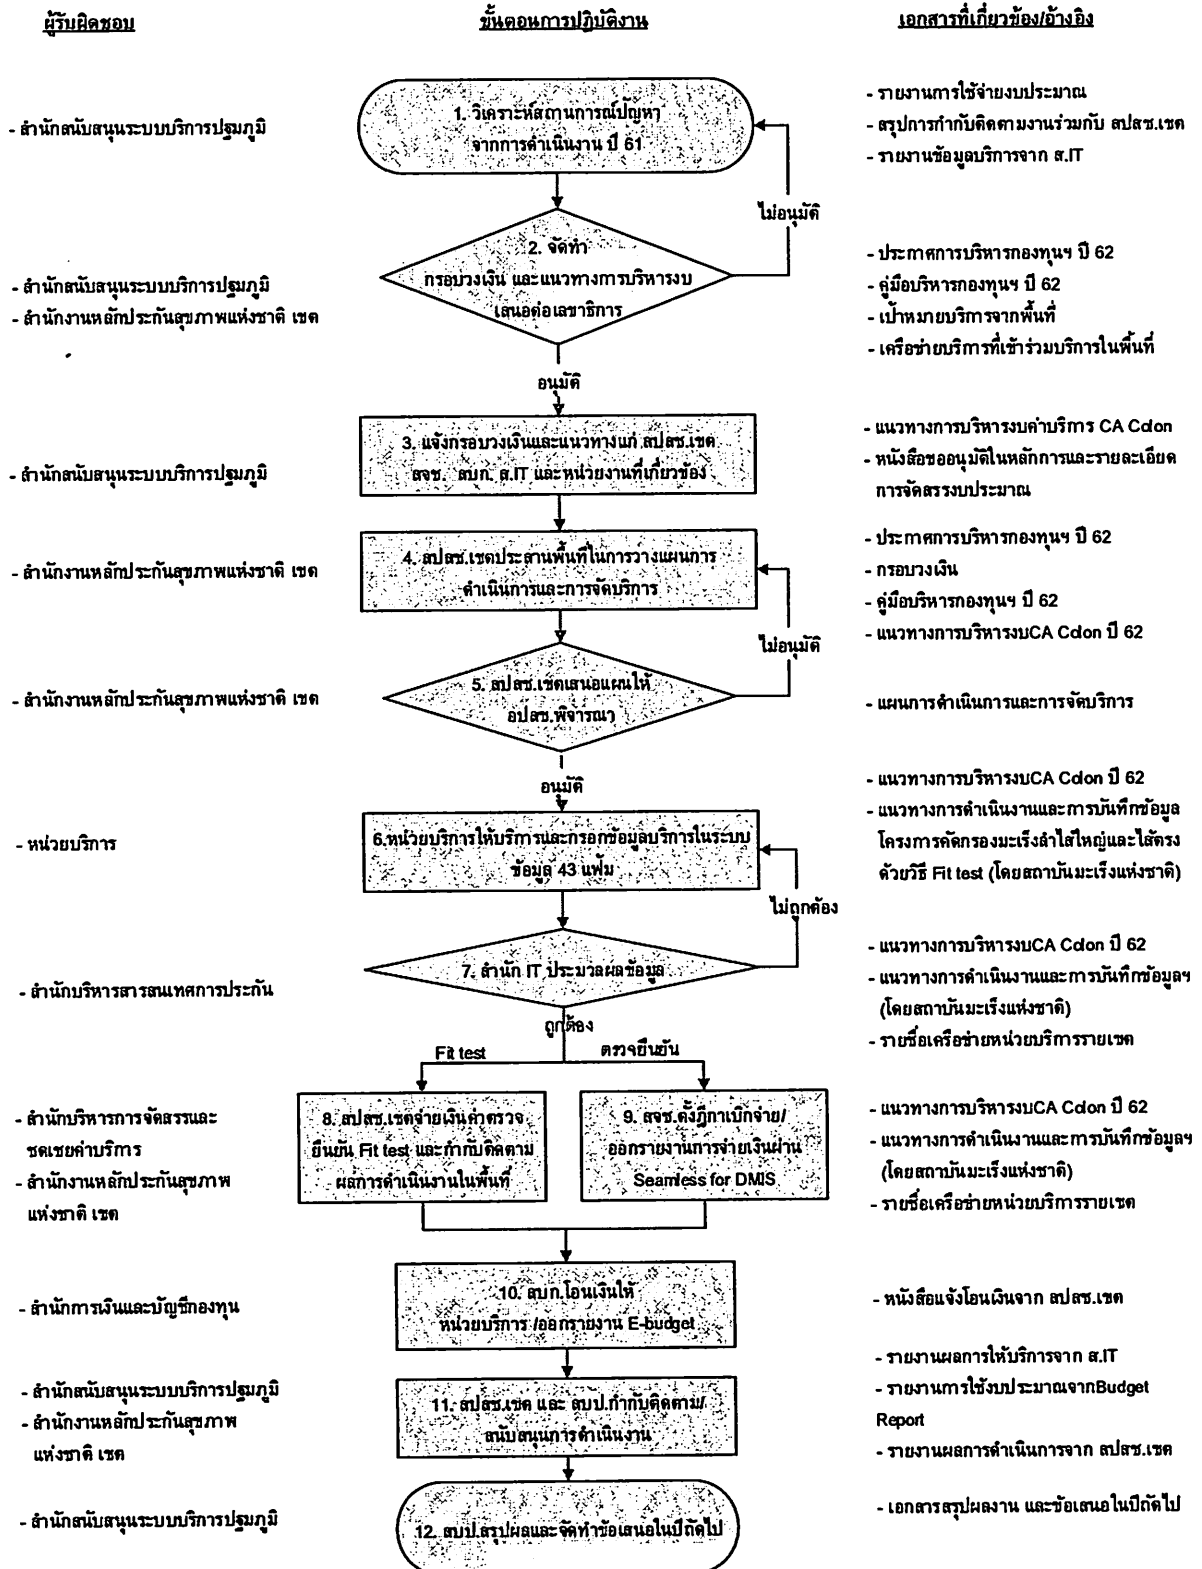 ผู้รับผิดชอบ
ขั้นตอนการปฏิบัติงาน
เอกสารที่เกี่ยวข้อง/อ้างอิง
- สำนักสนับสนุนระบบบริการปฐมภูมิ
1. วิเคราะห์สถานการณ์ปัญหา
จากการดำเนินงาน ปี 61
- รายงานการใช้จ่ายงบประมาณ
- สรุปการกำกับติดตามงานร่วมกับ สปสช.เขต
- รายงานข้อมูลบริการจาก ส.IT
ไม่อนุมัติ
- สำนักสนับสนุนระบบบริการปฐมภูมิ
- สำนักงานหลักประกันสุขภาพแห่งชาติ เขต
2. จัดทำ
กรอบวงเงิน และแนวทางการบริหารงบ
เสนอต่อเลขาธิการ
- ประกาศการบริหารกองทุนฯ ปี 62
- คู่มือบริหารกองทุนฯ ปี 62
- เป้าหมายบริการจากพื้นที่
- เครือข่ายบริการที่เข้าร่วมบริการในพื้นที่
อนุมัติ
- สำนักสนับสนุนระบบบริการปฐมภูมิ
3. แจ้งกรอบวงเงินและแนวทางแก่ สปสช.เขต
สจช. สบก. ส.IT และหน่วยงานที่เกี่ยวข้อง
- แนวทางการบริหารงบค่าบริการ CA Colon
- หนังสือขออนุมัติในหลักการและรายละเอียด
การจัดสรรงบประมาณ
- สำนักงานหลักประกันสุขภาพแห่งชาติ เขต
4. สปสช.เขตประสานพื้นที่ในการวางแผนการ
ดำเนินการและการจัดบริการ
- ประกาศการบริหารกองทุนฯ ปี 62
- กรอบวงเงิน
- คู่มือบริหารกองทุนฯ ปี 62
- แนวทางการบริหารงบCA Colon ปี 62
ไม่อนุมัติ
- สำนักงานหลักประกันสุขภาพแห่งชาติ เขต
5. สปสช.เขตเสนอแผนให้
อปสช.พิจารณา
- แผนการดำเนินการและการจัดบริการ
อนุมัติ
- หน่วยบริการ
6.หน่วยบริการให้บริการและกรอกข้อมูลบริการในระบบ
ข้อมูล 43 แฟ้ม
- แนวทางการบริหารงบCA Colon ปี 62
- แนวทางการดำเนินงานและการบันทึกข้อมูล
โครงการคัดกรองมะเร็งลำไส้ใหญ่และไส้ตรง
ด้วยวิธี Fit test (โดยสถาบันมะเร็งแห่งชาติ)
ไม่ถูกต้อง
- สำนักบริหารสารสนเทศการประกัน
7. สำนัก IT ประมวลผลข้อมูล
- แนวทางการบริหารงบCA Colon ปี 62
- แนวทางการดำเนินงานและการบันทึกข้อมูลฯ
(โดยสถาบันมะเร็งแห่งชาติ)
- รายชื่อเครือข่ายหน่วยบริการรายเขต
ถูกต้อง
Fit test
ตรวจยืนยัน
- สำนักบริหารการจัดสรรและ
ชดเชยค่าบริการ
- สำนักงานหลักประกันสุขภาพ
แห่งชาติ เขต
8. สปสช.เขตจ่ายเงินค่าตรวจ
ยืนยัน Fit test และกำกับติดตาม
ผลการดำเนินงานในพื้นที่
9. สจช.ตั้งฎีกาเบิกจ่าย/
ออกรายงานการจ่ายเงินผ่าน
Seamless for DMIS
- แนวทางการบริหารงบCA Colon ปี 62
- แนวทางการดำเนินงานและการบันทึกข้อมูลฯ
(โดยสถาบันมะเร็งแห่งชาติ)
- รายชื่อเครือข่ายหน่วยบริการรายเขต
- สำนักการเงินและบัญชีกองทุน
10. สบก.โอนเงินให้
หน่วยบริการ /ออกรายงาน E-budget
- หนังสือแจ้งโอนเงินจาก สปสช.เขต
- สำนักสนับสนุนระบบบริการปฐมภูมิ
- สำนักงานหลักประกันสุขภาพ
แห่งชาติ เขต
11. สปสช.เขต และ สบป.กำกับติดตาม/
สนับสนุนการดำเนินงาน
- รายงานผลการให้บริการจาก ส.IT
- รายงานการใช้งบประมาณจากBudget
Report
- รายงานผลการดำเนินการจาก สปสช.เขต
- สำนักสนับสนุนระบบบริการปฐมภูมิ
12. สบป.สรุปผลและจัดทำข้อเสนอในปีถัดไป
- เอกสารสรุปผลงาน และข้อเสนอในปีถัดไป